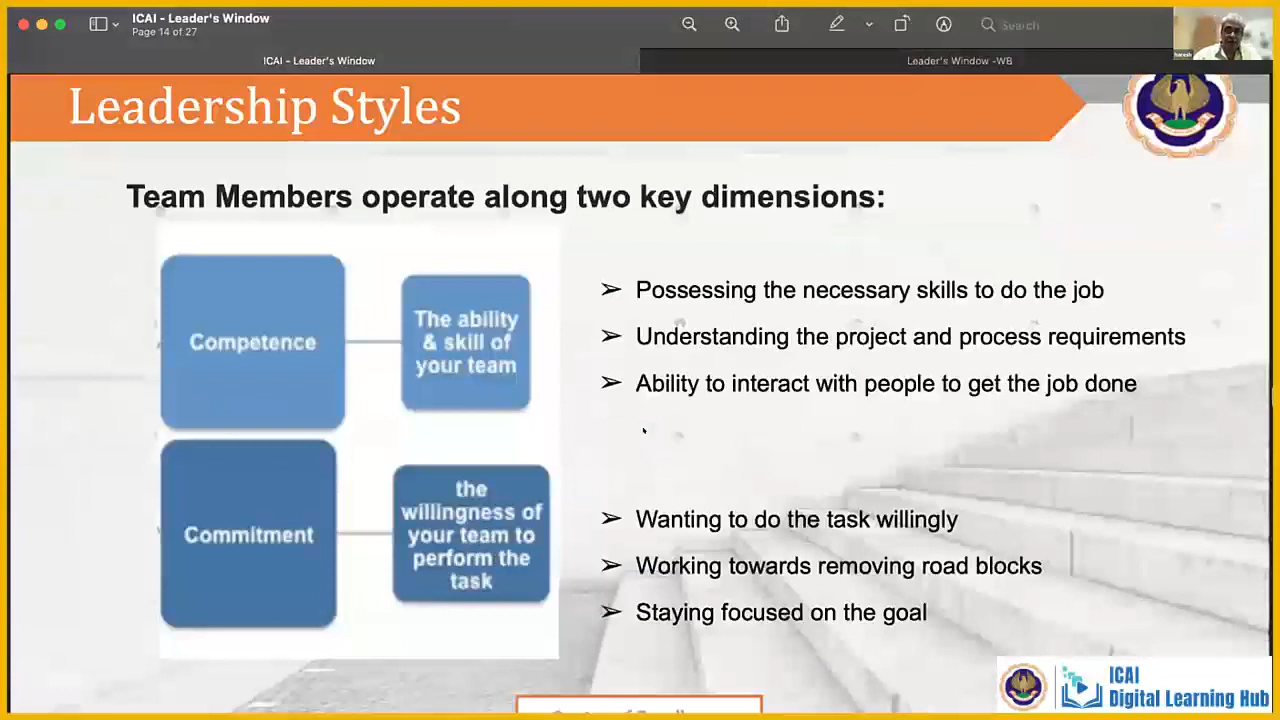 ICAI - Leader's Window
Page 14 of 27
Search
ICAI - Leader's Window
Leader's Window -WB
Leadership Styles
Team Members operate along two key dimensions:
Competence
The ability
& skill of
your team
➢ Possessing the necessary skills to do the job
➢ Understanding the project and process requirements
➢ Ability to interact with people to get the job done
Commitment
the
willingness of
your team to
perform the
task
➢ Wanting to do the task willingly
➢ Working towards removing road blocks
➢ Staying focused on the goal
ICAI
Digital Learning Hub